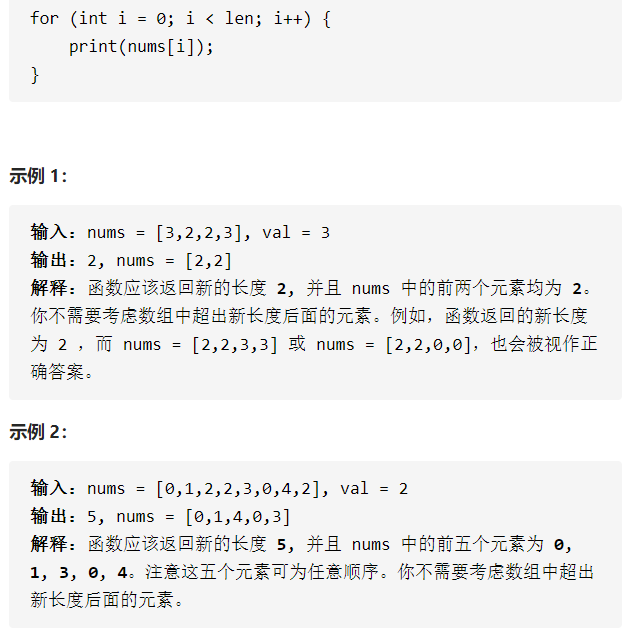 for (int i = 0; i < len; i++) {
    print(nums[i]);
}
示例 1：
输入：nums = [3,2,2,3], val = 3
输出：2, nums = [2,2]
解释：函数应该返回新的长度 2, 并且 nums 中的前两个元素均为 2。
你不需要考虑数组中超出新长度后面的元素。例如，函数返回的新长度
为 2 ，而 nums = [2,2,3,3] 或 nums = [2,2,0,0]，也会被视作正
确答案。
示例 2：
输入：nums = [0,1,2,2,3,0,4,2], val = 2
输出：5, nums = [0,1,4,0,3]
解释：函数应该返回新的长度 5, 并且 nums 中的前五个元素为 0,
1, 3, 0, 4。注意这五个元素可为任意顺序。你不需要考虑数组中超出
新长度后面的元素。